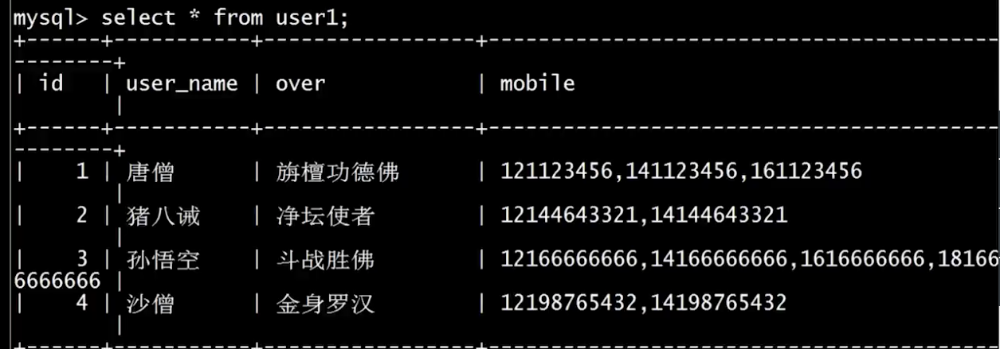 mysql> select * from user1;
+------+-----------+-----------------+-----------------------------------------
--------+
| id | user_name | over | mobile
|
+------+-----------+-----------------+-----------------------------------------
--------+
| 1 | 唐僧 | 旃檀功德佛 | 121123456,141123456,161123456
|
| 2 | 猪八诫 | 净坛使者 | 12144643321,14144643321
|
| 3 | 孙悟空 | 斗战胜佛 | 12166666666,14166666666,1616666666,18166
6666666 |
| 4 | 沙僧 | 金身罗汉 | 12198765432,14198765432
|
+------+-----------+-----------------+-----------------------------------------